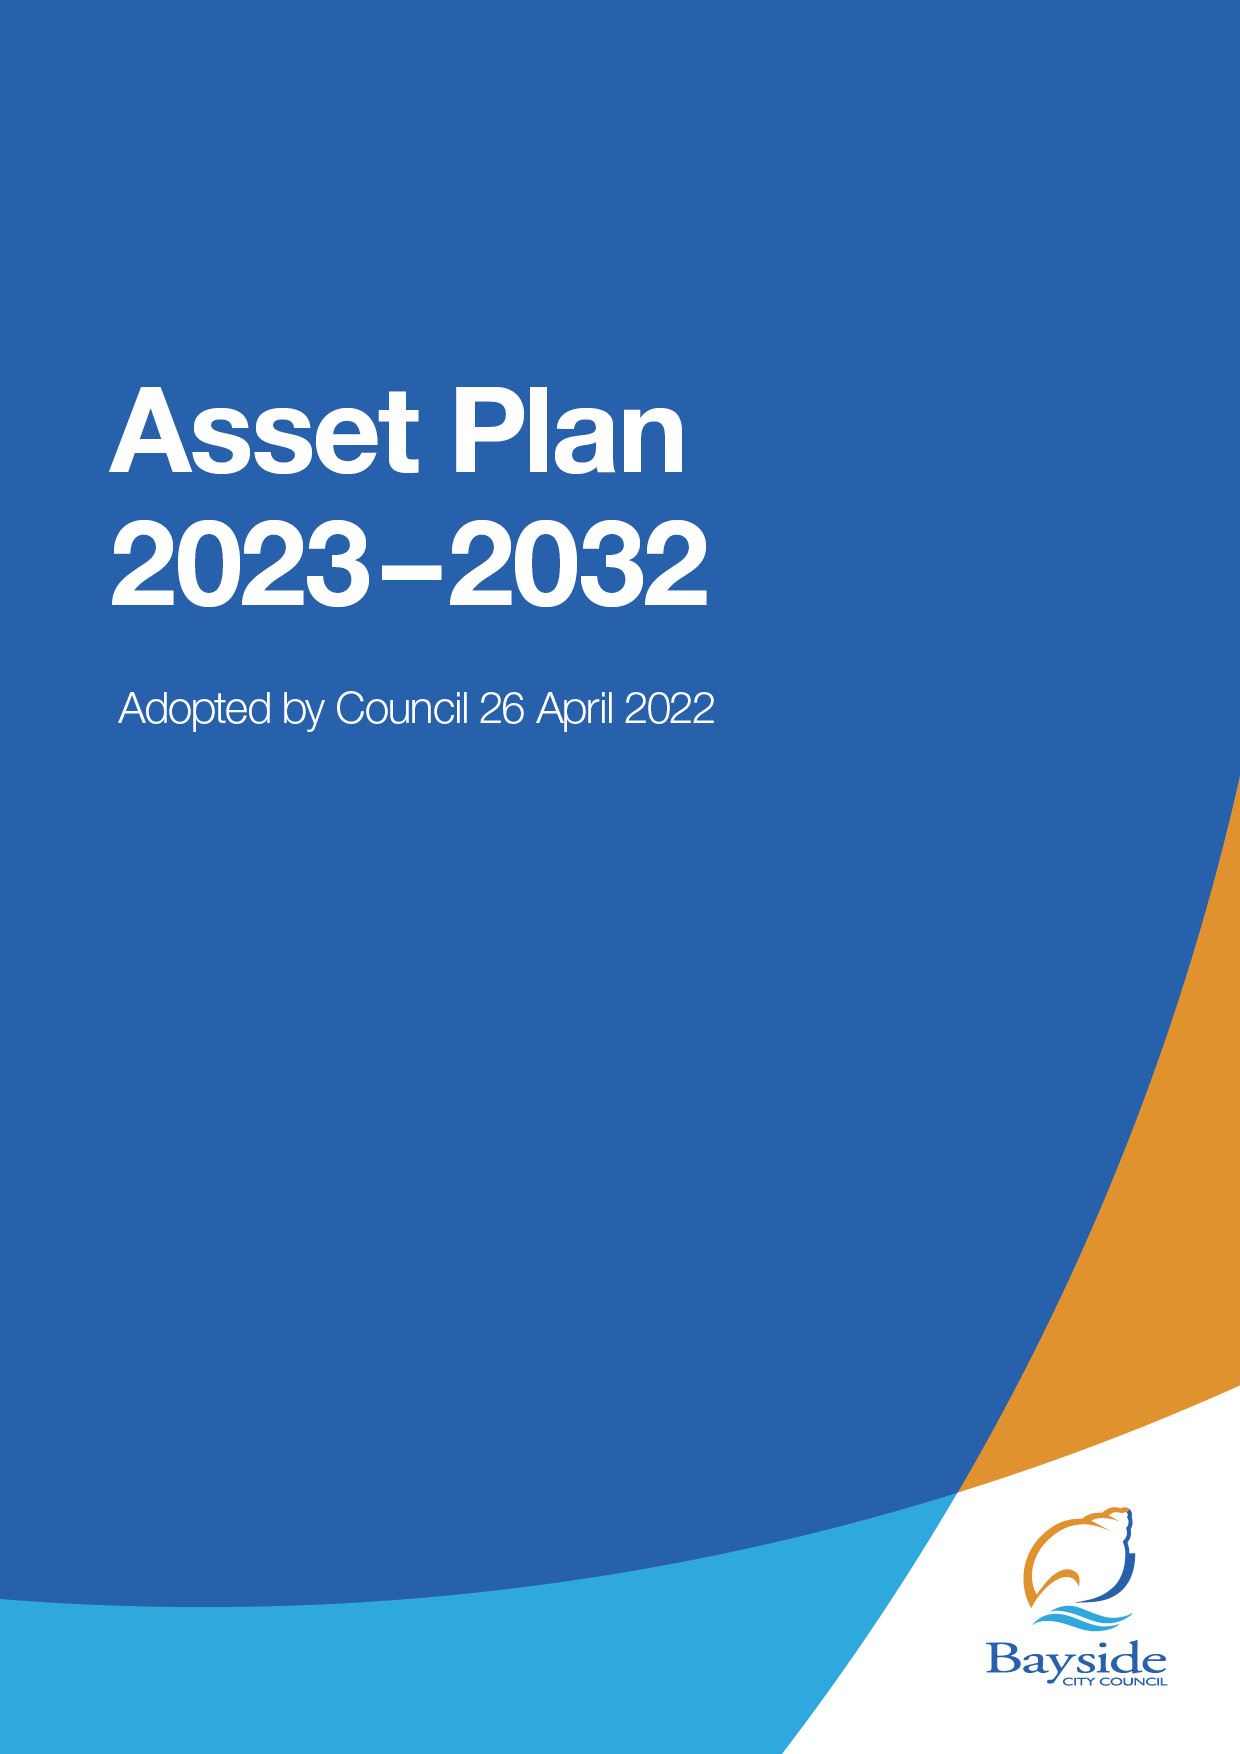 Asset Plan
2023–2032
Adopted by Council 26 April 2022
Bayside
CITY COUNCIL